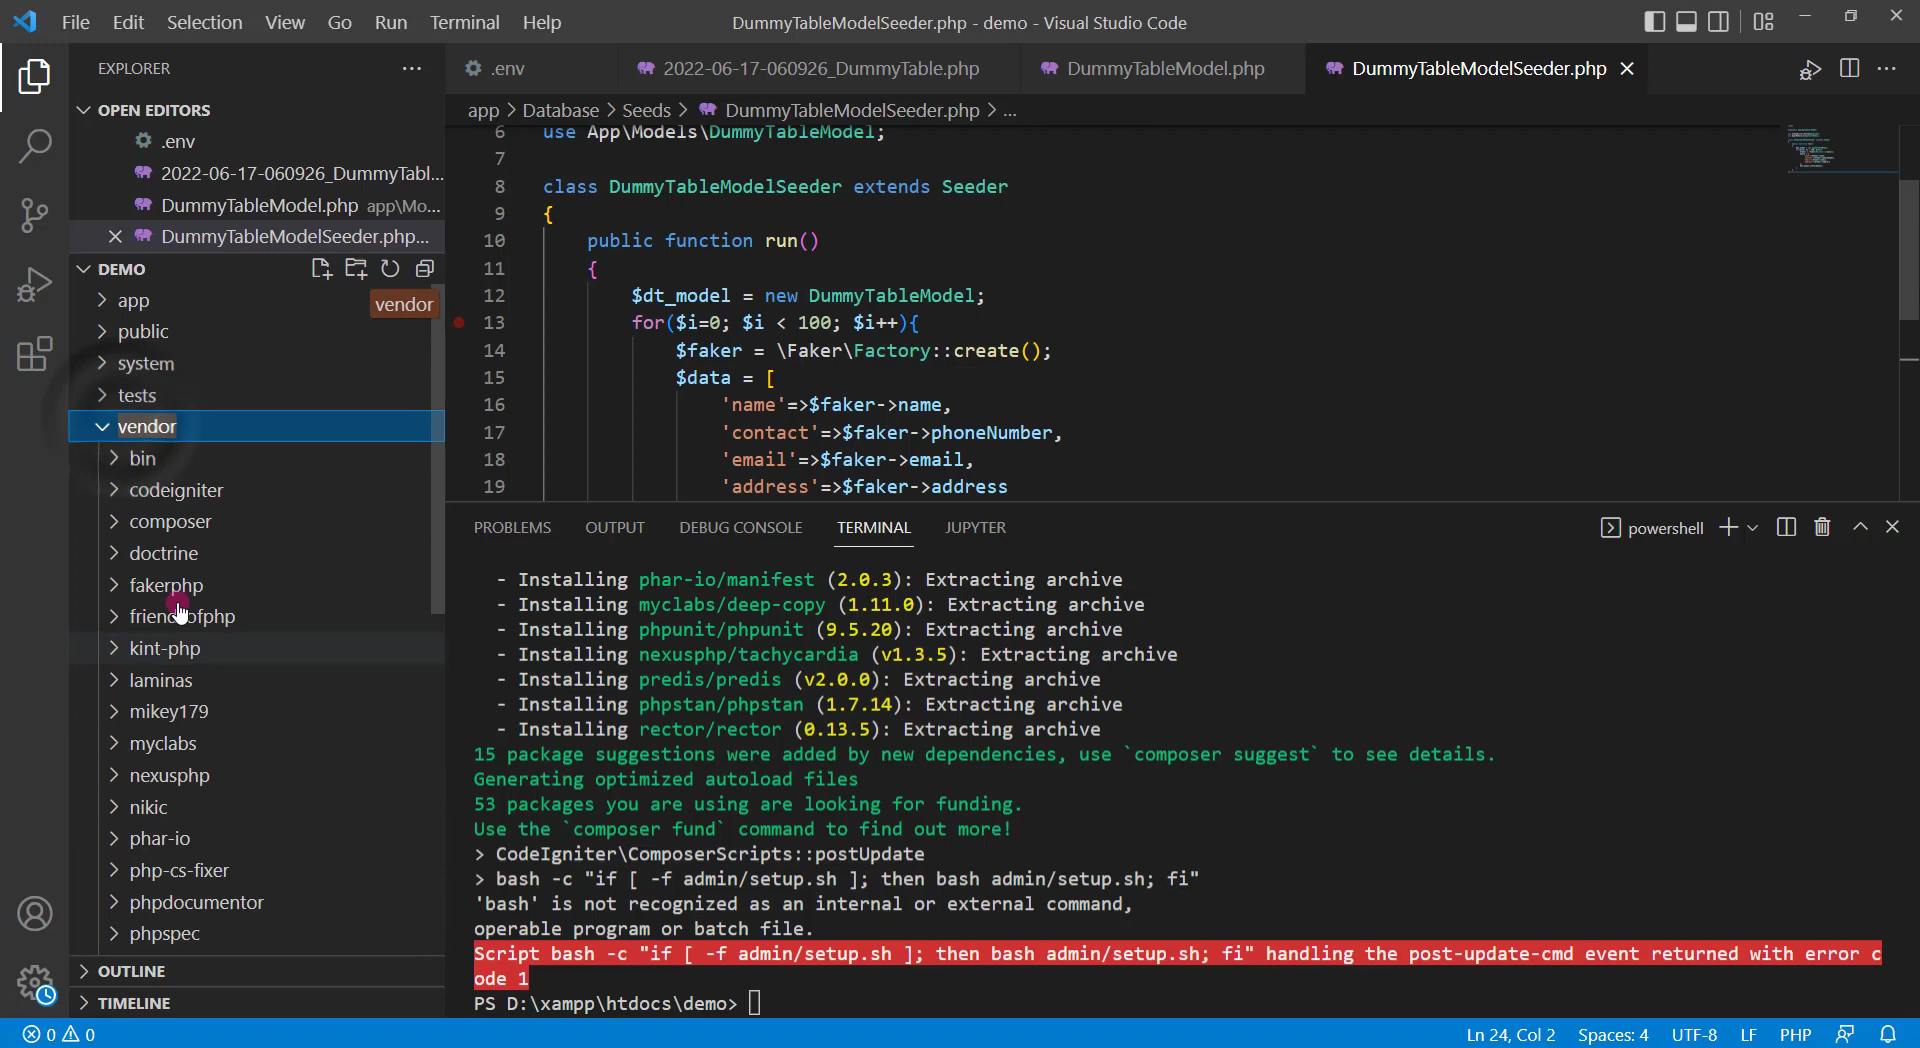 File Edit Selection View Go Run Terminal Help DummyTableModelSeeder.php - demo - Visual Studio Code
EXPLORER
OPEN EDITORS
.env
2022-06-17-060926_DummyTabl...
DummyTableModel.php app\Mo...
DummyTableModelSeeder.php...
DEMO
app
vendor
public
system
tests
vendor
bin
codeigniter
composer
doctrine
fakerphp
kint-php
laminas
mikey179
myclabs
nexusphp
nikic
phar-io
php-cs-fixer
phpdocumentor
phpspec
OUTLINE
TIMELINE
.env 2022-06-17-060926_DummyTable.php DummyTableModel.php DummyTableModelSeeder.php
app > Database > Seeds > DummyTableModelSeeder.php > ...
6 use App\Models\DummyTableModel;
7
8 class DummyTableModelSeeder extends Seeder
9 {
10 public function run()
11 {
12 $dt_model = new DummyTableModel;
13 for($i=0; $i < 100; $i++){
14 $faker = \Faker\Factory::create();
15 $data = [
16 'name'=>$faker->name,
17 'contact'=>$faker->phoneNumber,
18 'email'=>$faker->email,
19 'address'=>$faker->address
PROBLEMS OUTPUT DEBUG CONSOLE TERMINAL JUPYTER powershell
- Installing phar-io/manifest (2.0.3): Extracting archive
- Installing myclabs/deep-copy (1.11.0): Extracting archive
- Installing phpunit/phpunit (9.5.20): Extracting archive
- Installing nexusphp/tachycardia (v1.3.5): Extracting archive
- Installing predis/predis (v2.0.0): Extracting archive
- Installing phpstan/phpstan (1.7.14): Extracting archive
- Installing rector/rector (0.13.5): Extracting archive
15 package suggestions were added by new dependencies, use `composer suggest` to see details.
Generating optimized autoload files
53 packages you are using are looking for funding.
Use the `composer fund` command to find out more!
> CodeIgniter\ComposerScripts::postUpdate
> bash -c "if [ -f admin/setup.sh ]; then bash admin/setup.sh; fi"
'bash' is not recognized as an internal or external command,
operable program or batch file.
Script bash -c "if [ -f admin/setup.sh ]; then bash admin/setup.sh; fi" handling the post-update-cmd event returned with error c
ode 1
PS D:\xampp\htdocs\demo>
0 0 Ln 24, Col 2 Spaces: 4 UTF-8 LF PHP